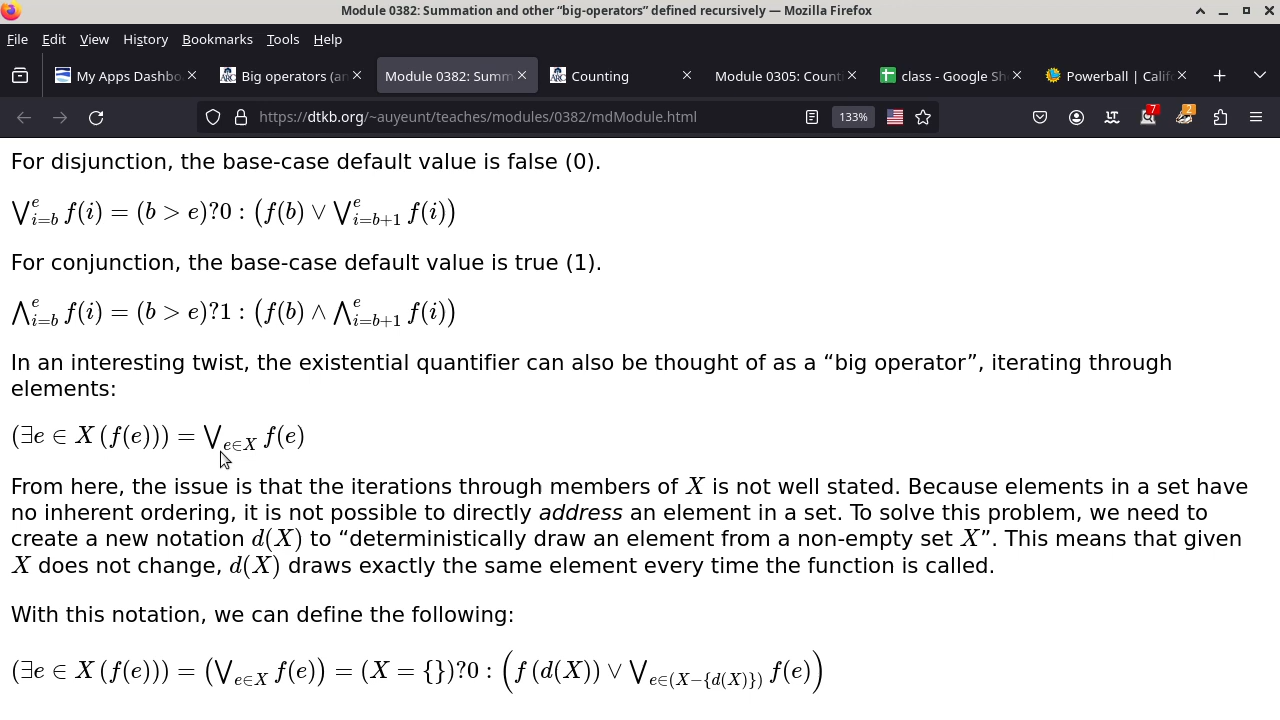 Module 0382: Summation and other “big-operators” defined recursively — Mozilla Firefox
File Edit View History Bookmarks Tools Help
My Apps Dashbo Big operators (ar Module 0382: Summ Counting Module 0305: Count class - Google Sh Powerball | Calif
https://dtkb.org/~auyeunt/teaches/modules/0382/mdModule.html 133% 7 2
For disjunction, the base-case default value is false (0).
⋁_{i=b}^{e} f(i) = (b > e)?0 : (f(b) ∨ ⋁_{i=b+1}^{e} f(i))
For conjunction, the base-case default value is true (1).
⋀_{i=b}^{e} f(i) = (b > e)?1 : (f(b) ∧ ⋀_{i=b+1}^{e} f(i))
In an interesting twist, the existential quantifier can also be thought of as a “big operator”, iterating through
elements:
(∃e ∈ X (f(e))) = ⋁_{e∈X} f(e)
From here, the issue is that the iterations through members of X is not well stated. Because elements in a set have
no inherent ordering, it is not possible to directly address an element in a set. To solve this problem, we need to
create a new notation d(X) to “deterministically draw an element from a non-empty set X”. This means that given
X does not change, d(X) draws exactly the same element every time the function is called.
With this notation, we can define the following:
(∃e ∈ X (f(e))) = (⋁_{e∈X} f(e)) = (X = {})?0 : (f (d(X)) ∨ ⋁_{e∈(X−{d(X)})} f(e))